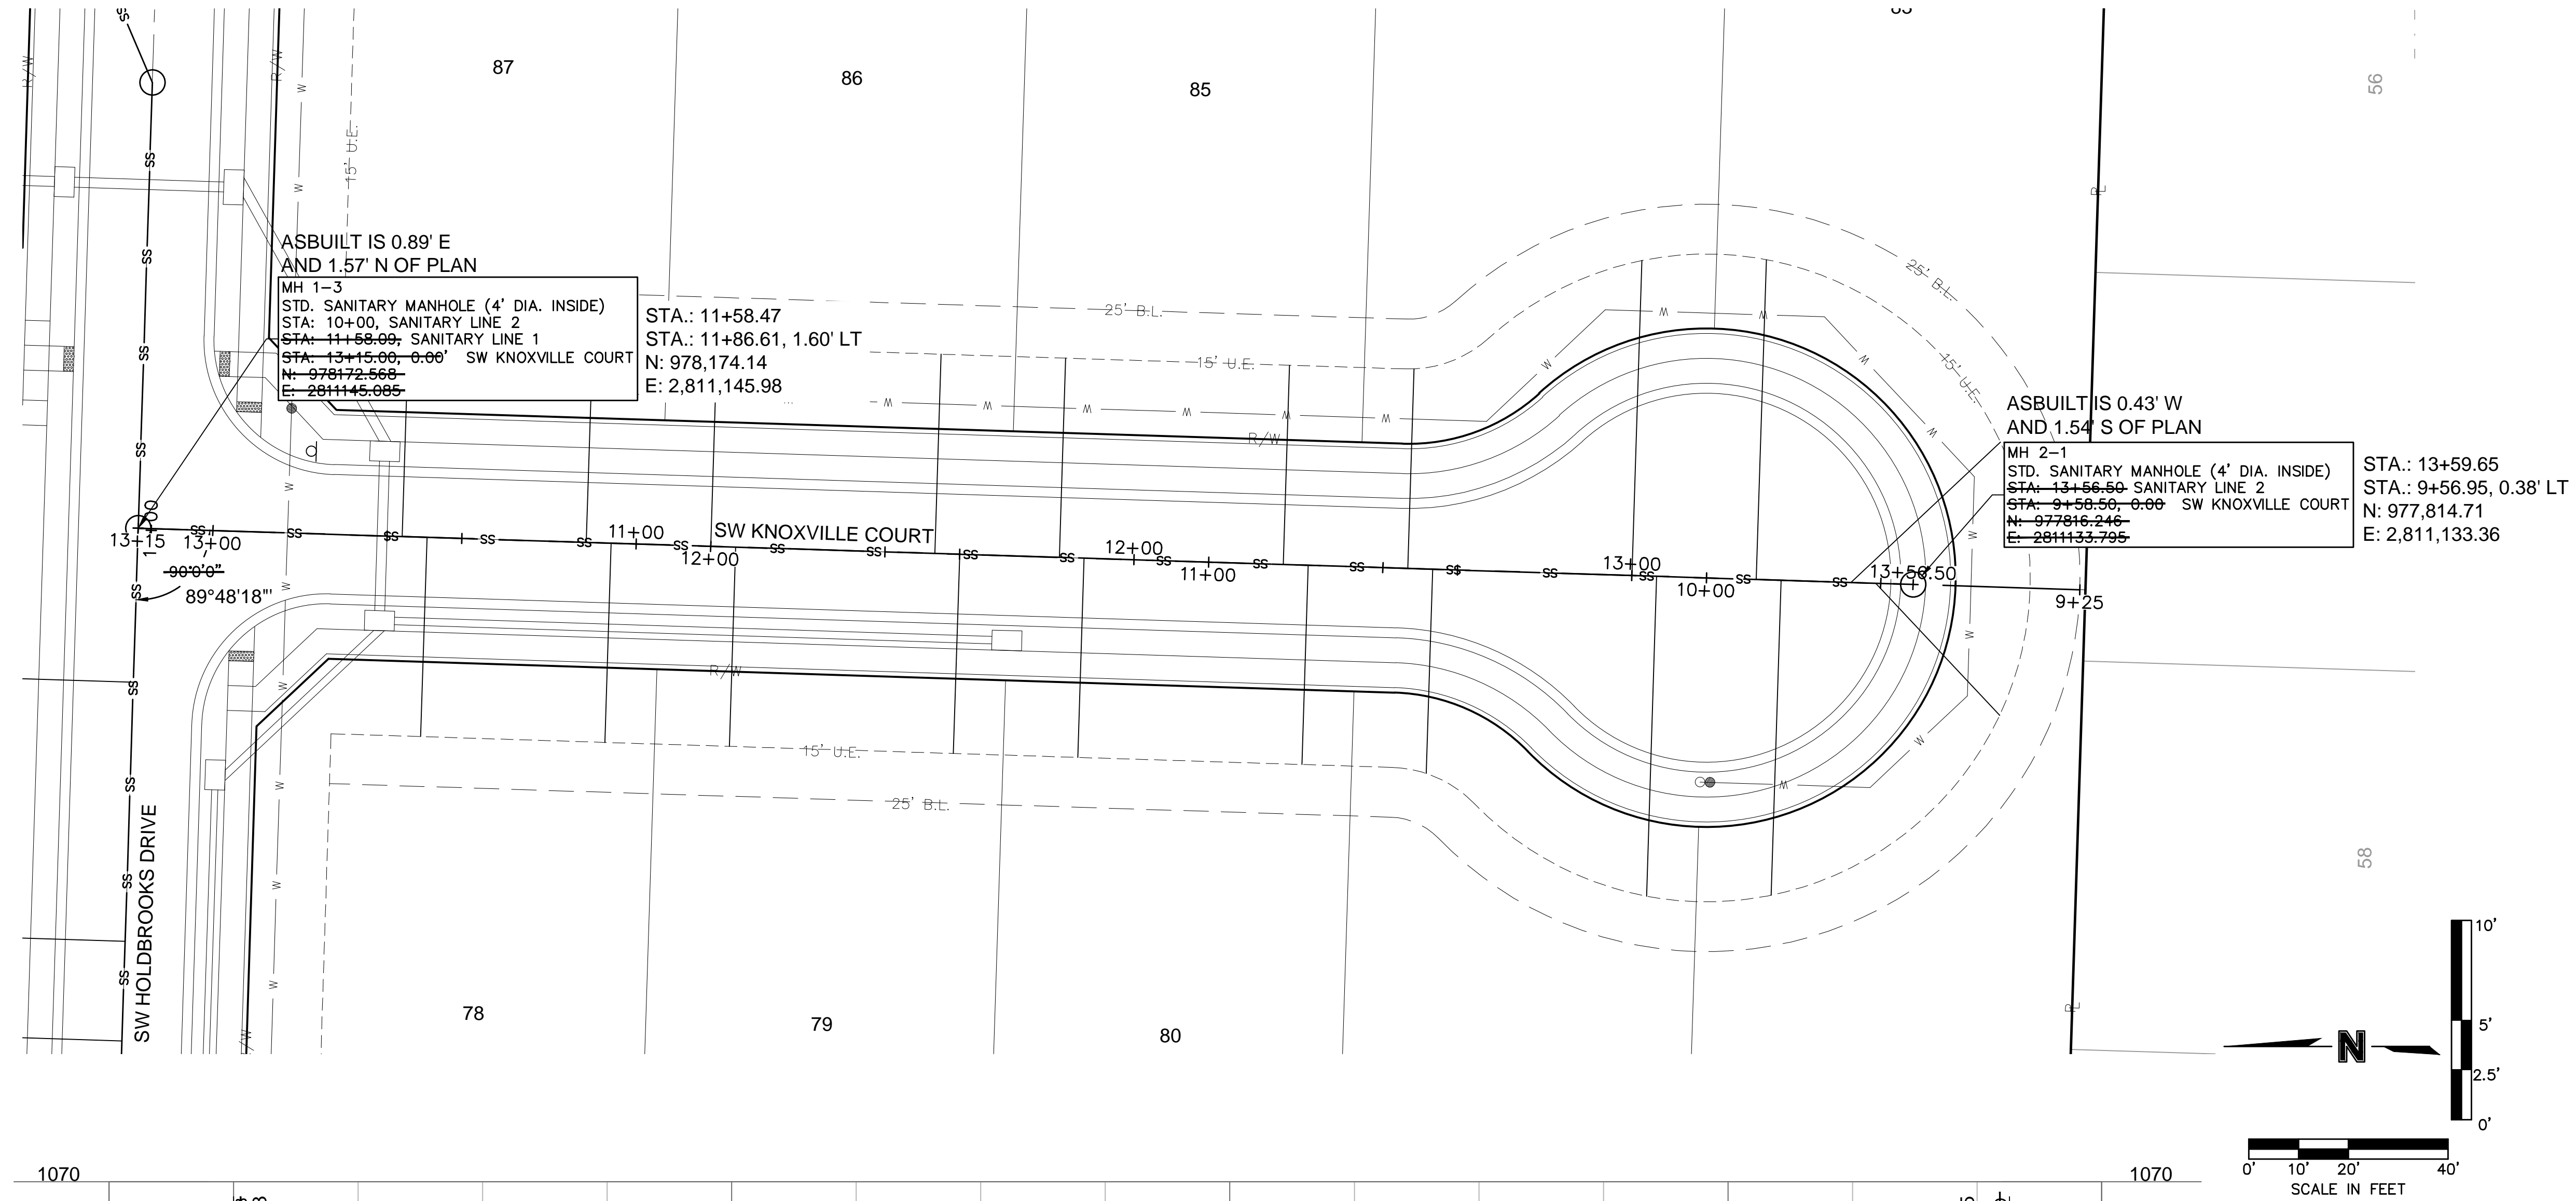 87
86
85
56
R/W
R/W
15' U.E.
ASBUILT IS 0.89' E
AND 1.57' N OF PLAN
MH 1-3
STD. SANITARY MANHOLE (4' DIA. INSIDE)
STA: 10+00, SANITARY LINE 2
STA: 11+58.09, SANITARY LINE 1
STA: 13+15.00, 0.00' SW KNOXVILLE COURT
N: 978172.568
E: 2811145.085
STA.: 11+58.47
STA.: 11+86.61, 1.60' LT
N: 978,174.14
E: 2,811,145.98
25' B.L.
15' U.E.
R/W
25' B.L.
15' U.E.
ASBUILT IS 0.43' W
AND 1.54' S OF PLAN
MH 2-1
STD. SANITARY MANHOLE (4' DIA. INSIDE)
STA: 13+56.50 SANITARY LINE 2
STA: 9+58.50, 0.00 SW KNOXVILLE COURT
N: 977816.246
E: 2811133.795
STA.: 13+59.65
STA.: 9+56.95, 0.38' LT
N: 977,814.71
E: 2,811,133.36
13+15
13+00
11+00
SW KNOXVILLE COURT
12+00
12+00
11+00
13+00
10+00
13+56.50
9+25
90°0'0"
89°48'18"'
R/W
15' U.E.
25' B.L.
SW HOLDBROOKS DRIVE
78
79
80
58
10'
5'
2.5'
0'
N
0' 10' 20' 40'
SCALE IN FEET
1070
1070